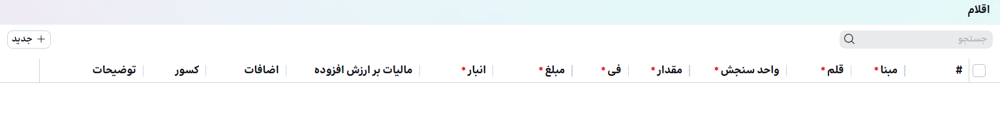 اقلام
جستجو
+ جدید
# مبنا * قلم * واحد سنجش * مقدار * فی * مبلغ * انبار * مالیات بر ارزش افزوده اضافات کسور توضیحات